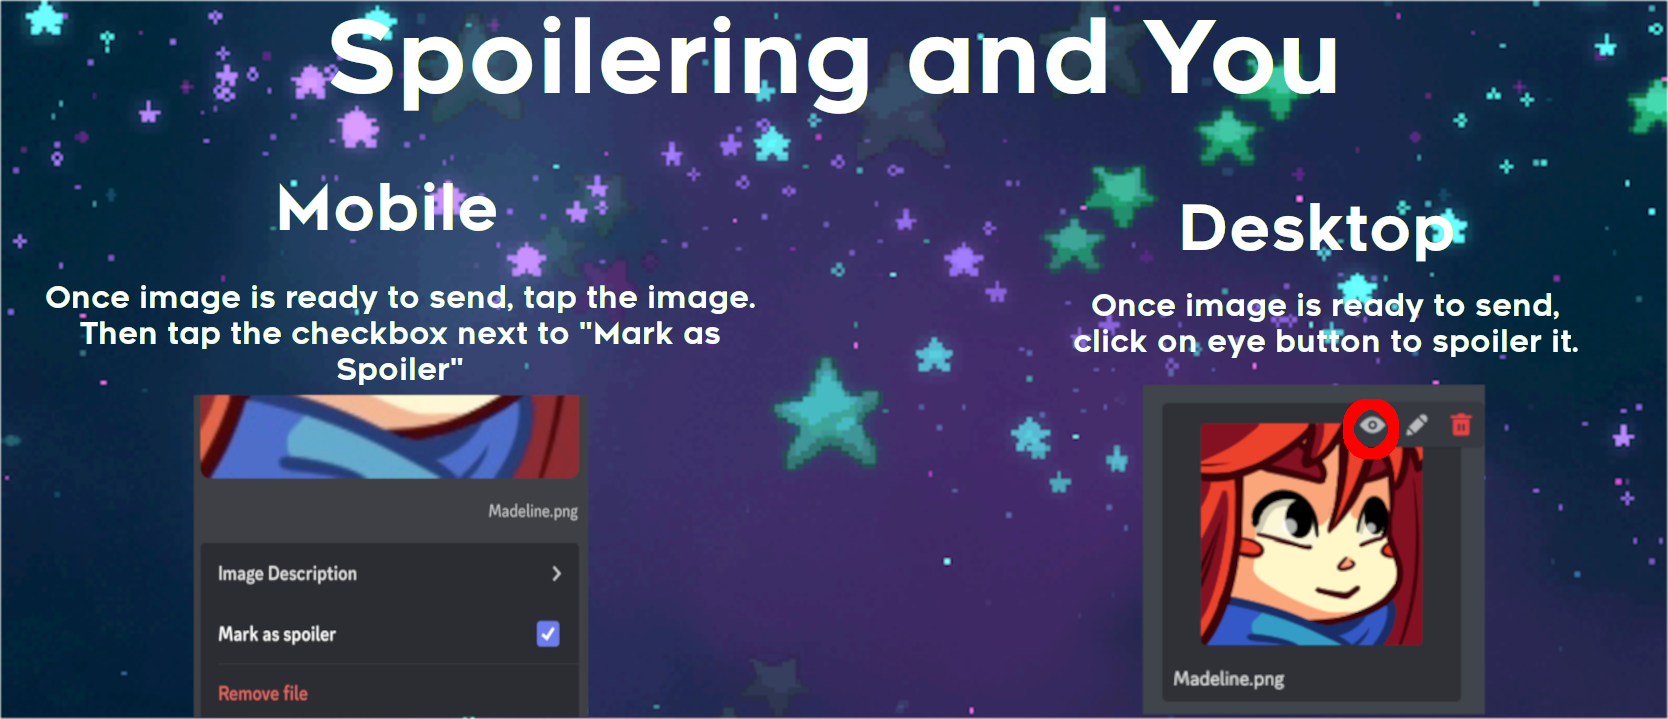 Spoilering and You
Mobile
Once image is ready to send, tap the image.
Then tap the checkbox next to "Mark as
Spoiler"
Madeline.png
Image Description
Mark as spoiler
Remove file
Desktop
Once image is ready to send,
click on eye button to spoiler it.
Madeline.png